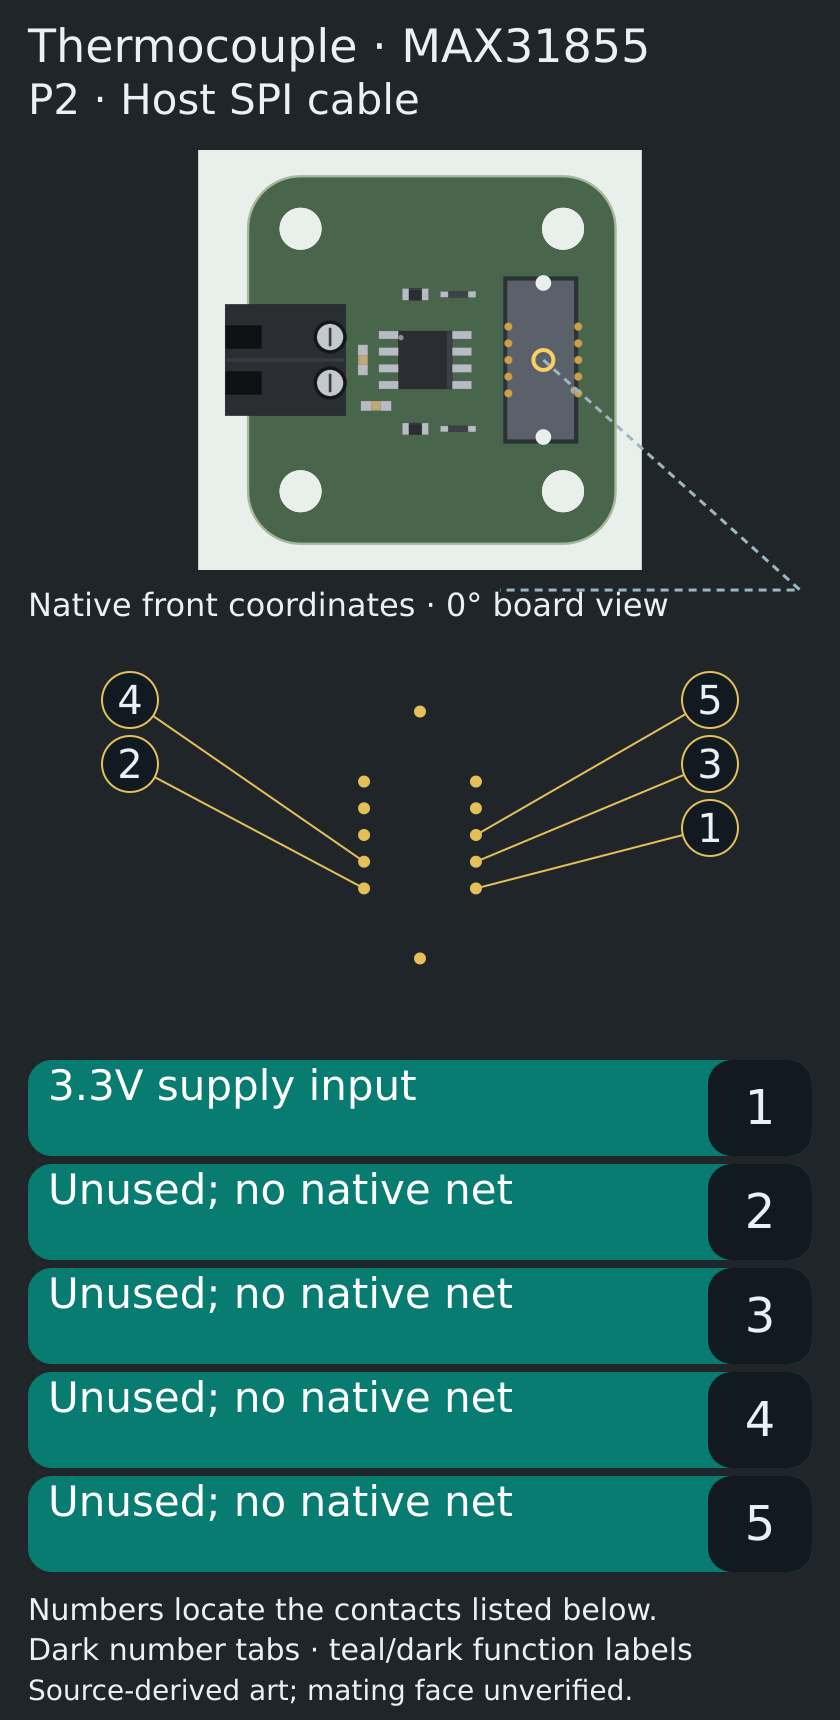 Thermocouple · MAX31855
P2 · Host SPI cable
Native front coordinates · 0° board view
4
5
2
3
1
3.3V supply input 1
Unused; no native net 2
Unused; no native net 3
Unused; no native net 4
Unused; no native net 5
Numbers locate the contacts listed below.
Dark number tabs · teal/dark function labels
Source-derived art; mating face unverified.